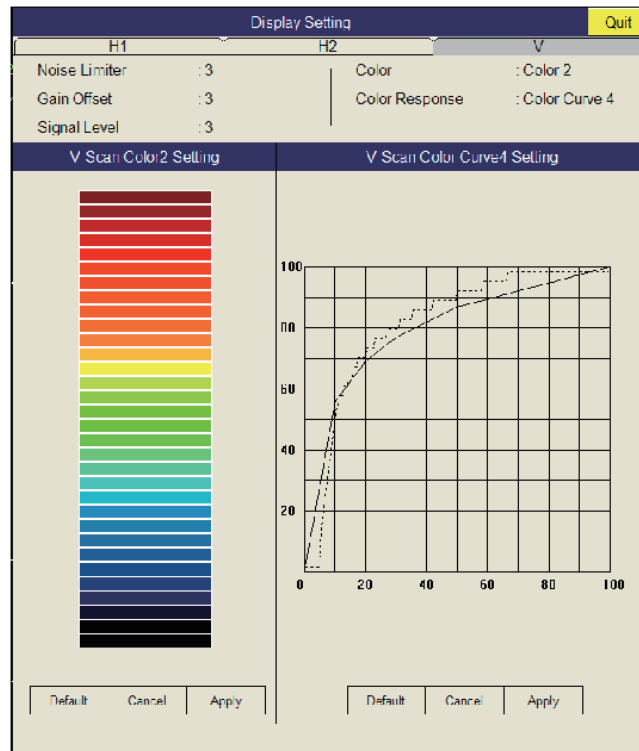 Display Setting Quit
H1 H2 V
Noise Limiter : 3 Color : Color 2
Gain Offset : 3 Color Response : Color Curve 4
Signal Level : 3
V Scan Color2 Setting V Scan Color Curve4 Setting
100
80
60
40
20
0 20 40 60 80 100
Default Cancel Apply Default Cancel Apply